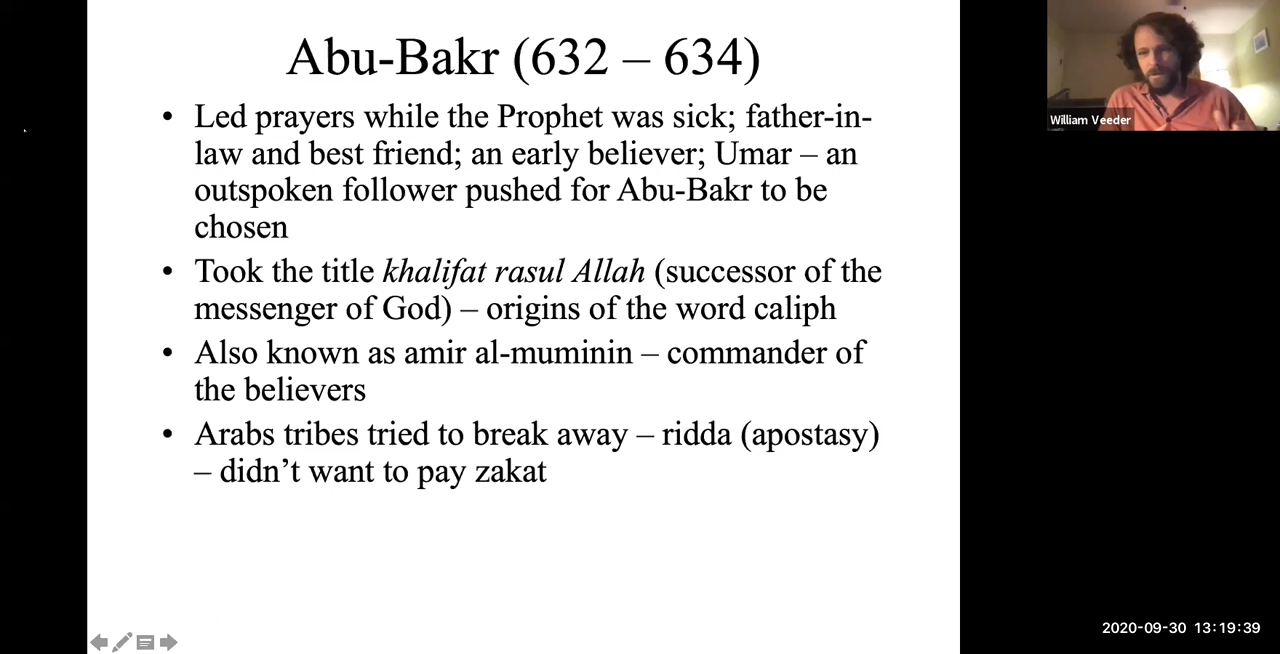 Abu-Bakr (632 – 634)
• Led prayers while the Prophet was sick; father-in-
law and best friend; an early believer; Umar – an
outspoken follower pushed for Abu-Bakr to be
chosen
• Took the title khalifat rasul Allah (successor of the
messenger of God) – origins of the word caliph
• Also known as amir al-muminin – commander of
the believers
• Arabs tribes tried to break away – ridda (apostasy)
– didn’t want to pay zakat
William Veeder
2020-09-30 13:19:39